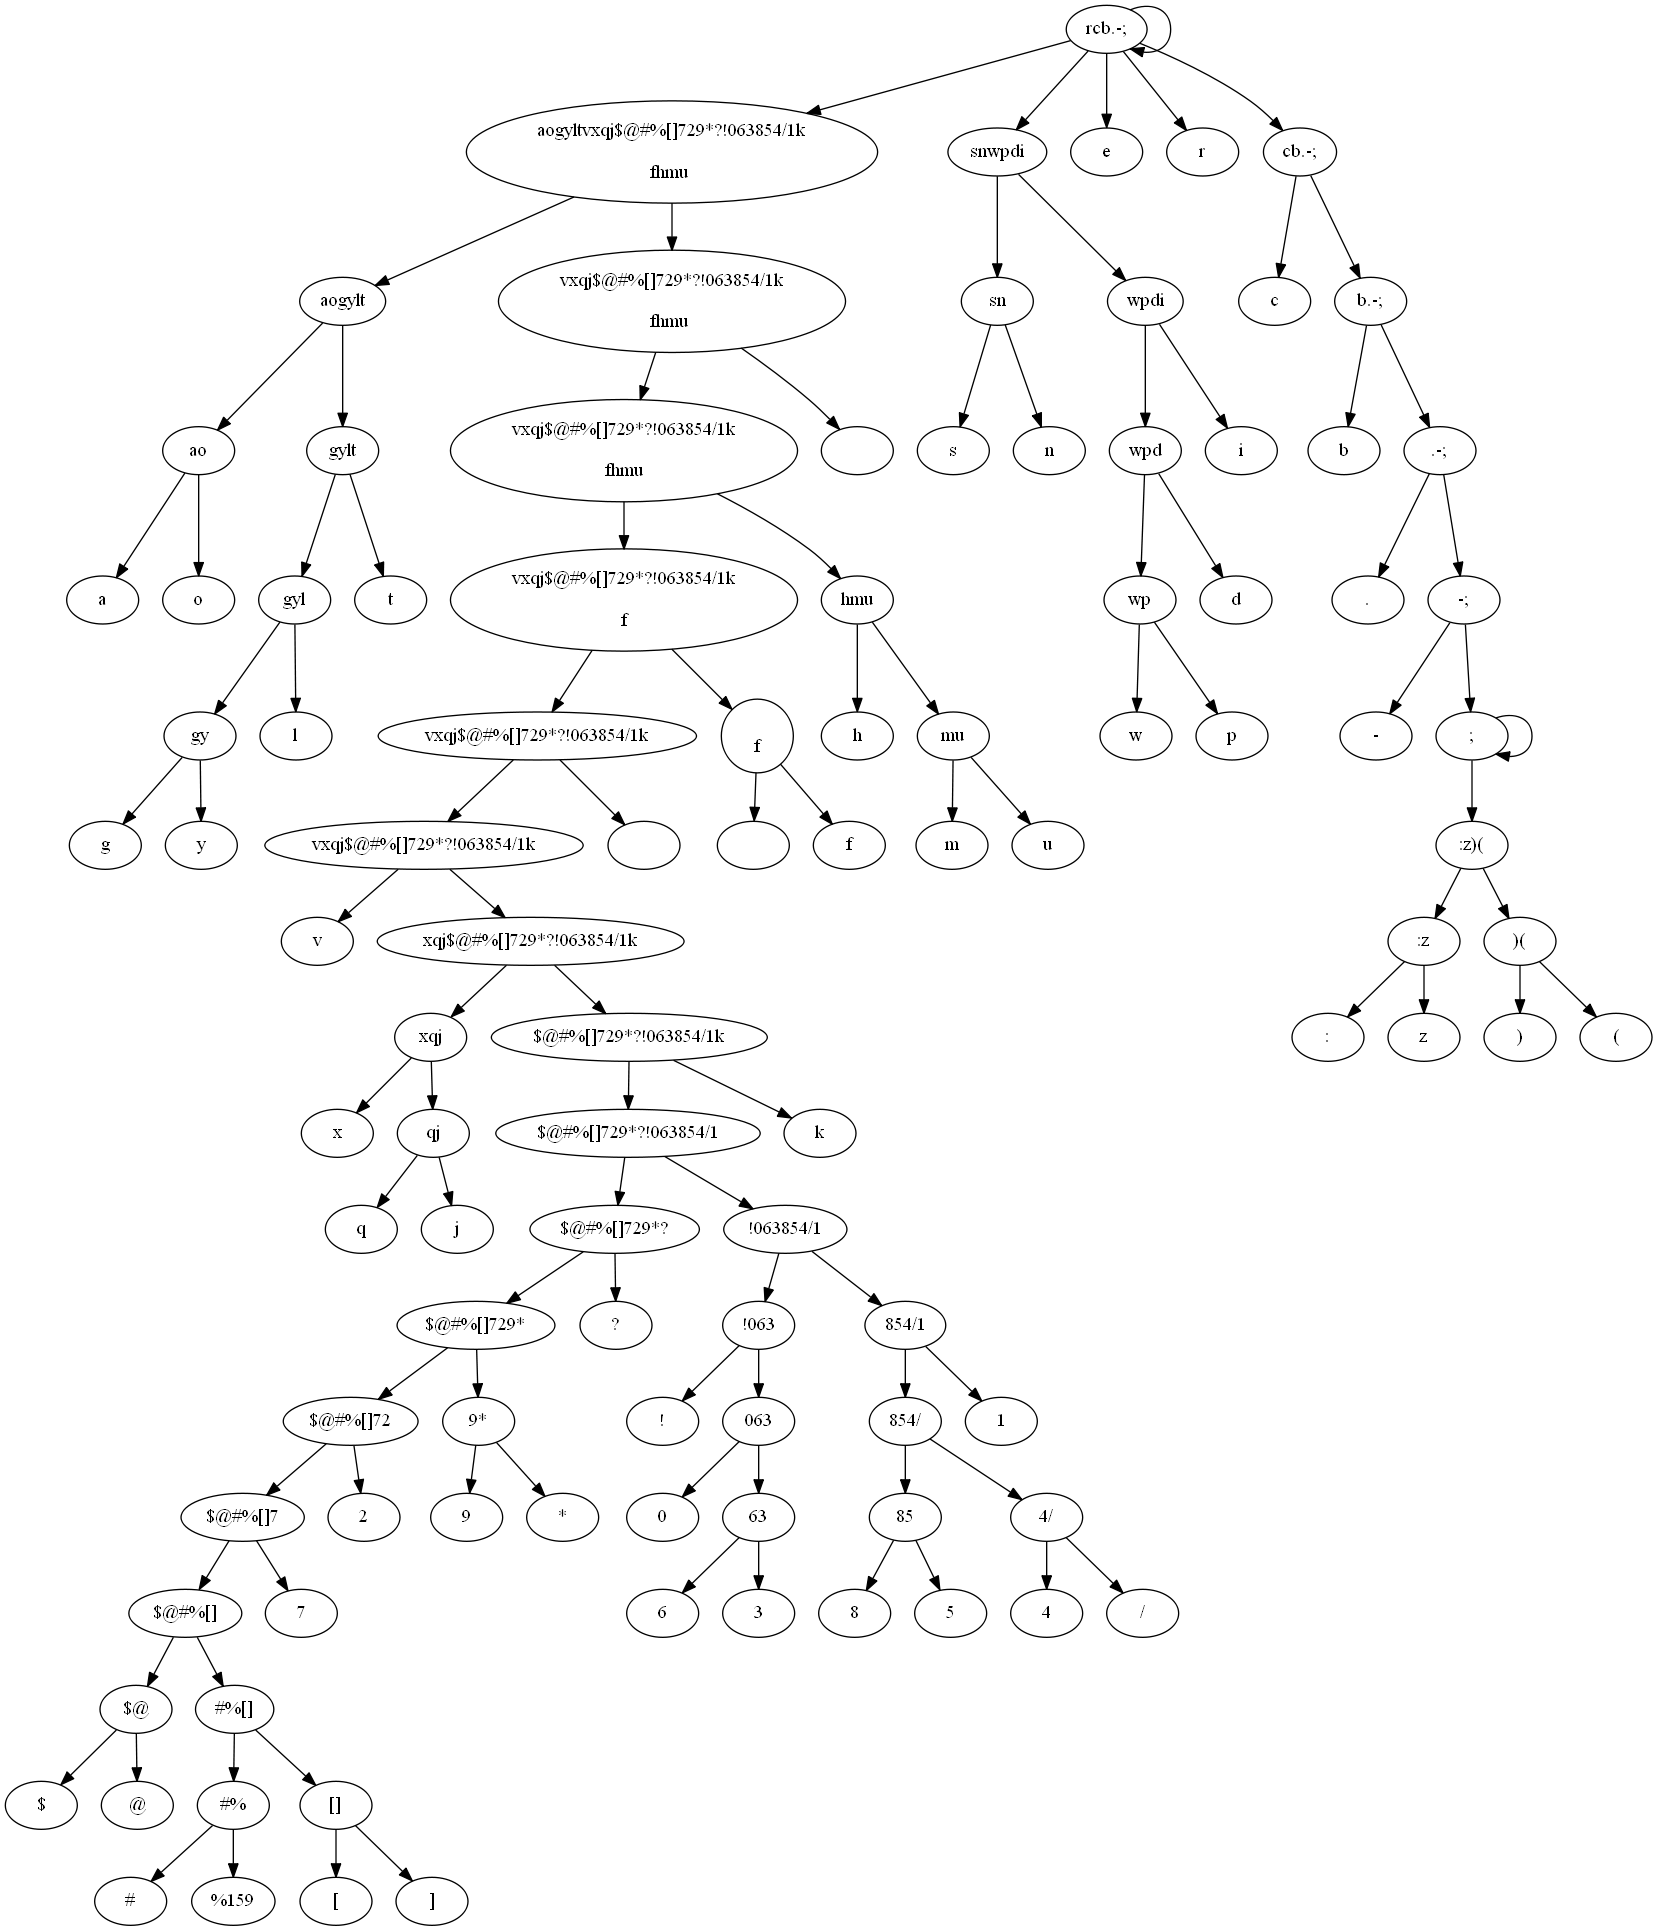 rcb.-;
aogyltvxqj$@#%[]729*?!063854/1k
fhmu
snwpdi
e
r
cb.-;
aogylt
vxqj$@#%[]729*?!063854/1k
fhmu
sn
wpdi
c
b.-;
ao
gylt
vxqj$@#%[]729*?!063854/1k
fhmu
s
n
wpd
i
b
.-;
a
o
gyl
t
vxqj$@#%[]729*?!063854/1k
f
hmu
wp
d
.
-;
gy
l
vxqj$@#%[]729*?!063854/1k
f
h
mu
w
p
-
;
g
y
vxqj$@#%[]729*?!063854/1k
f
m
u
:z)(
v
xqj$@#%[]729*?!063854/1k
:z
)(
xqj
$@#%[]729*?!063854/1k
:
z
)
(
x
qj
$@#%[]729*?!063854/1
k
q
j
$@#%[]729*?
!063854/1
$@#%[]729*
?
!063
854/1
$@#%[]72
9*
!
063
854/
1
$@#%[]7
2
9
*
0
63
85
4/
$@#%[]
7
6
3
8
5
4
/
$@
#%[]
$
@
#%
[]
#
%159
[
]